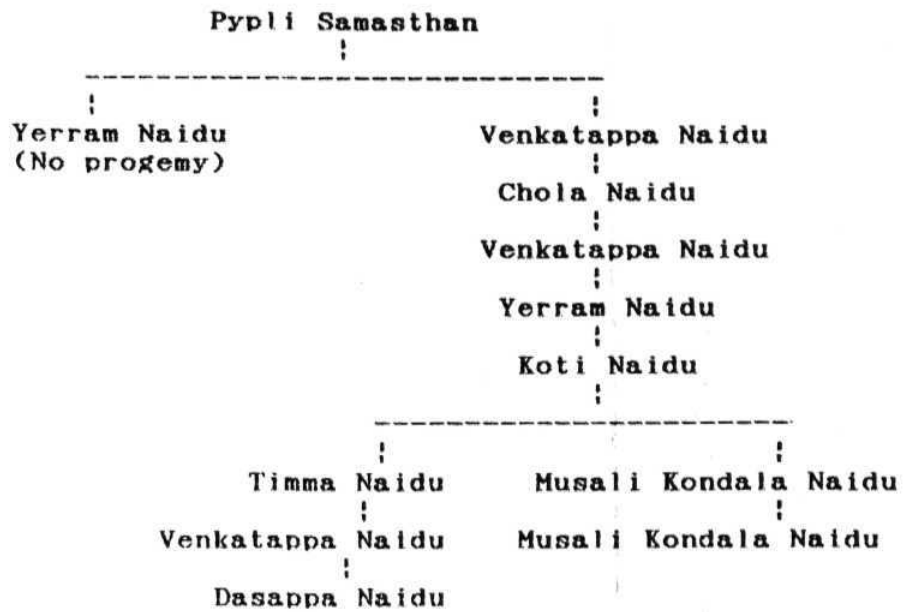 Pypli Samasthan
Yerram Naidu
(No progemy)
Venkatappa Naidu
Chola Naidu
Venkatappa Naidu
Yerram Naidu
Koti Naidu
Timma Naidu
Musali Kondala Naidu
Venkatappa Naidu
Musali Kondala Naidu
Dasappa Naidu